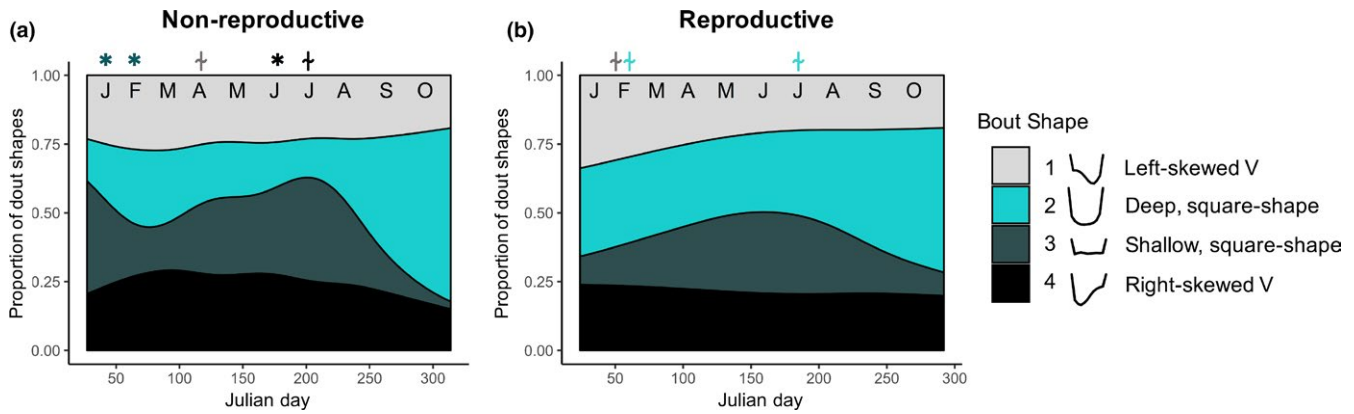 (a) Non-reproductive
* * ⍭ * ⍭
J F M A M J J A S O
1.00
0.75
0.50
0.25
0.00
Proportion of dout shapes
50 100 150 200 250 300
Julian day
(b) Reproductive
J F M A M J J A S O
1.00
0.75
0.50
0.25
0.00
Proportion of dout shapes
50 100 150 200 250 300
Julian day
Bout Shape
1 Left-skewed V
2 Deep, square-shape
3 Shallow, square-shape
4 Right-skewed V